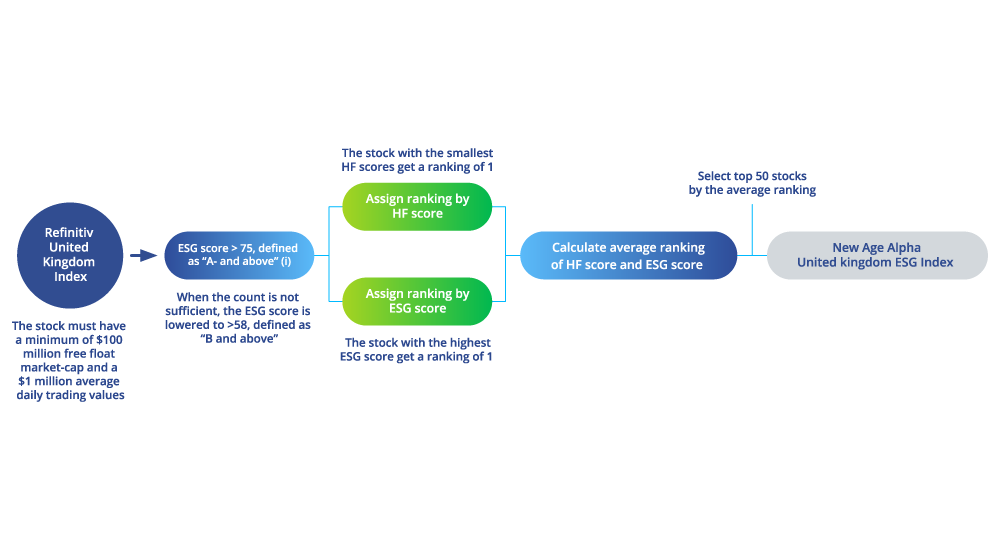 Refinitiv
United
Kingdom
Index
The stock must have
a minimum of $100
million free float
market-cap and a
$1 million average
daily trading values
ESG score > 75, defined
as “A- and above” (i)
When the count is not
sufficient, the ESG score is
lowered to >58, defined as
“B and above”
The stock with the smallest
HF scores get a ranking of 1
Assign ranking by
HF score
Assign ranking by
ESG score
The stock with the highest
ESG score get a ranking of 1
Calculate average ranking
of HF score and ESG score
Select top 50 stocks
by the average ranking
New Age Alpha
United kingdom ESG Index